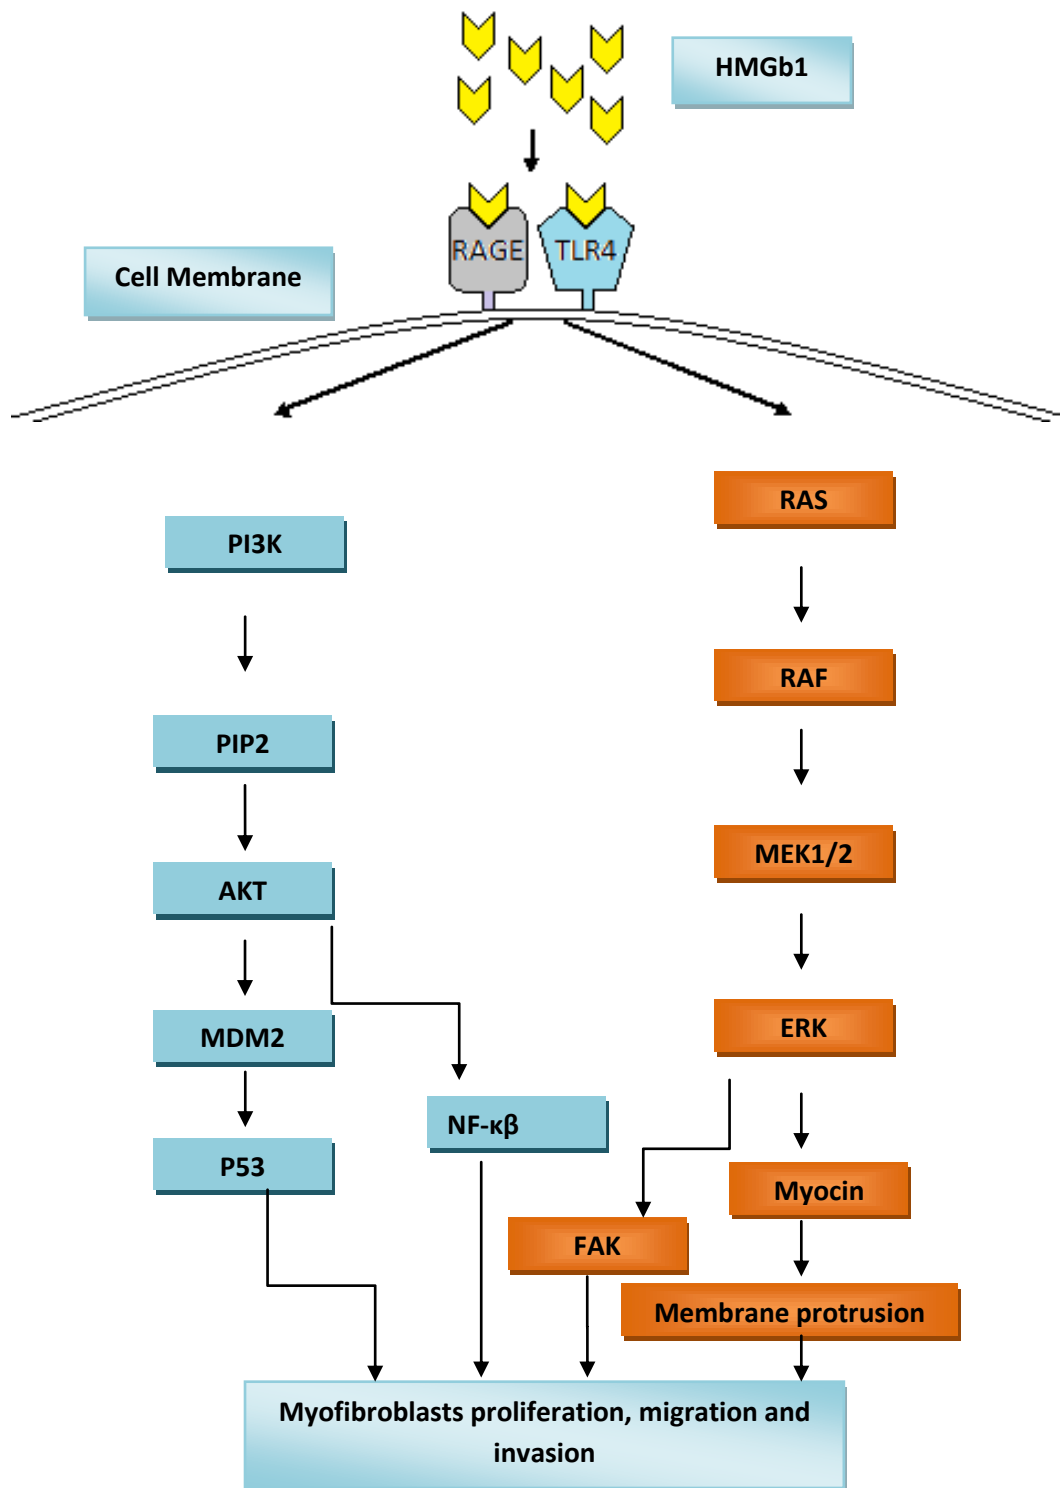 HMGb1
RAGE
TLR4
Cell Membrane
RAS
PI3K
RAF
PIP2
MEK1/2
AKT
ERK
MDM2
NF-κβ
P53
Myocin
FAK
Membrane protrusion
Myofibroblasts proliferation, migration and
invasion